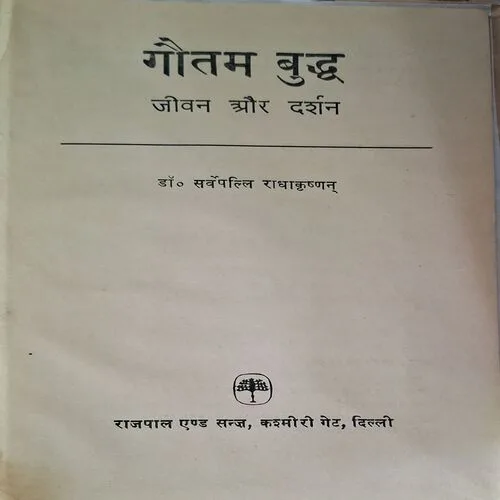 गौतम बुद्ध
जीवन और दर्शन
डॉ० सर्वेपल्लि राधाकृष्णन्
राजपाल एण्ड सन्ज़, कश्मीरी गेट, दिल्ली